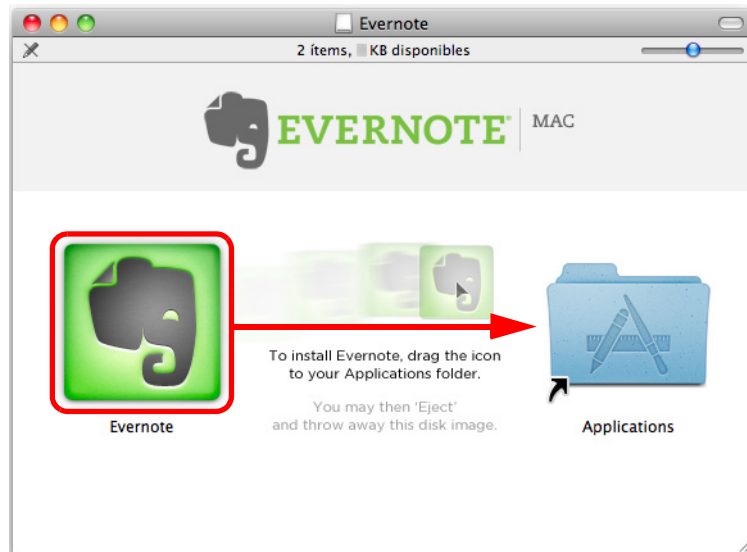 Evernote
2 ítems, KB disponibles
EVERNOTE® MAC
To install Evernote, drag the icon
to your Applications folder.
You may then 'Eject'
and throw away this disk image.
Evernote
Applications